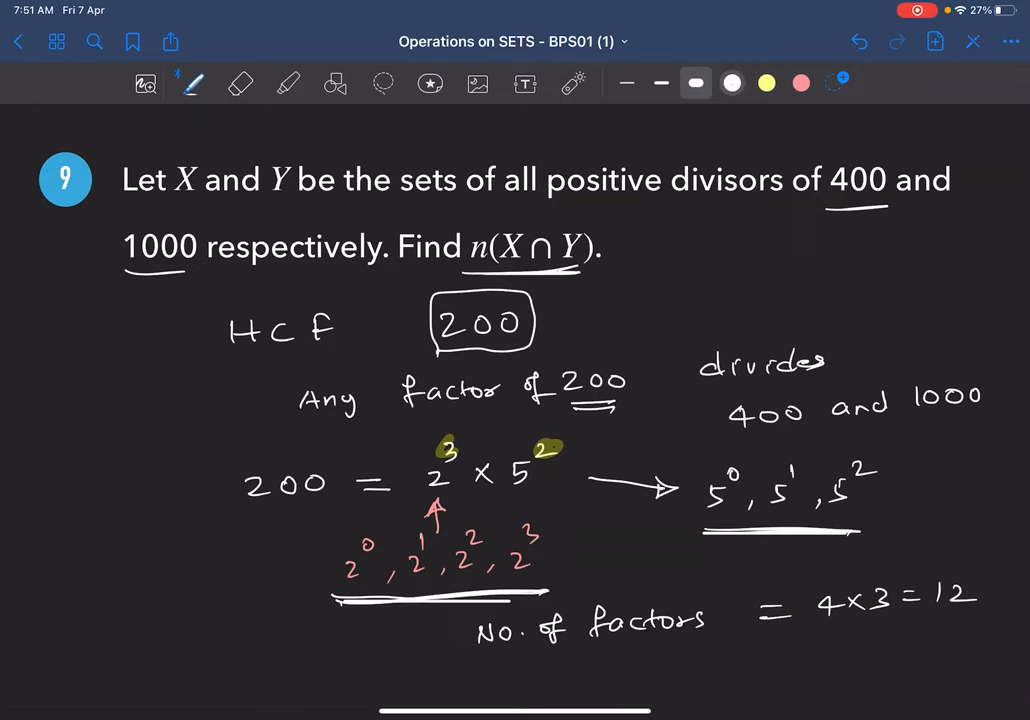 7:51 AM Fri 7 Apr
27%
Operations on SETS - BPS01 (1)
9
Let X and Y be the sets of all positive divisors of 400 and
1000 respectively. Find n(X ∩ Y).
HCF 200
Any factor of 200 divides
400 and 1000
200 = 2³ × 5² → 5⁰, 5¹, 5²
2⁰, 2¹, 2², 2³
No. of factors = 4×3 = 12